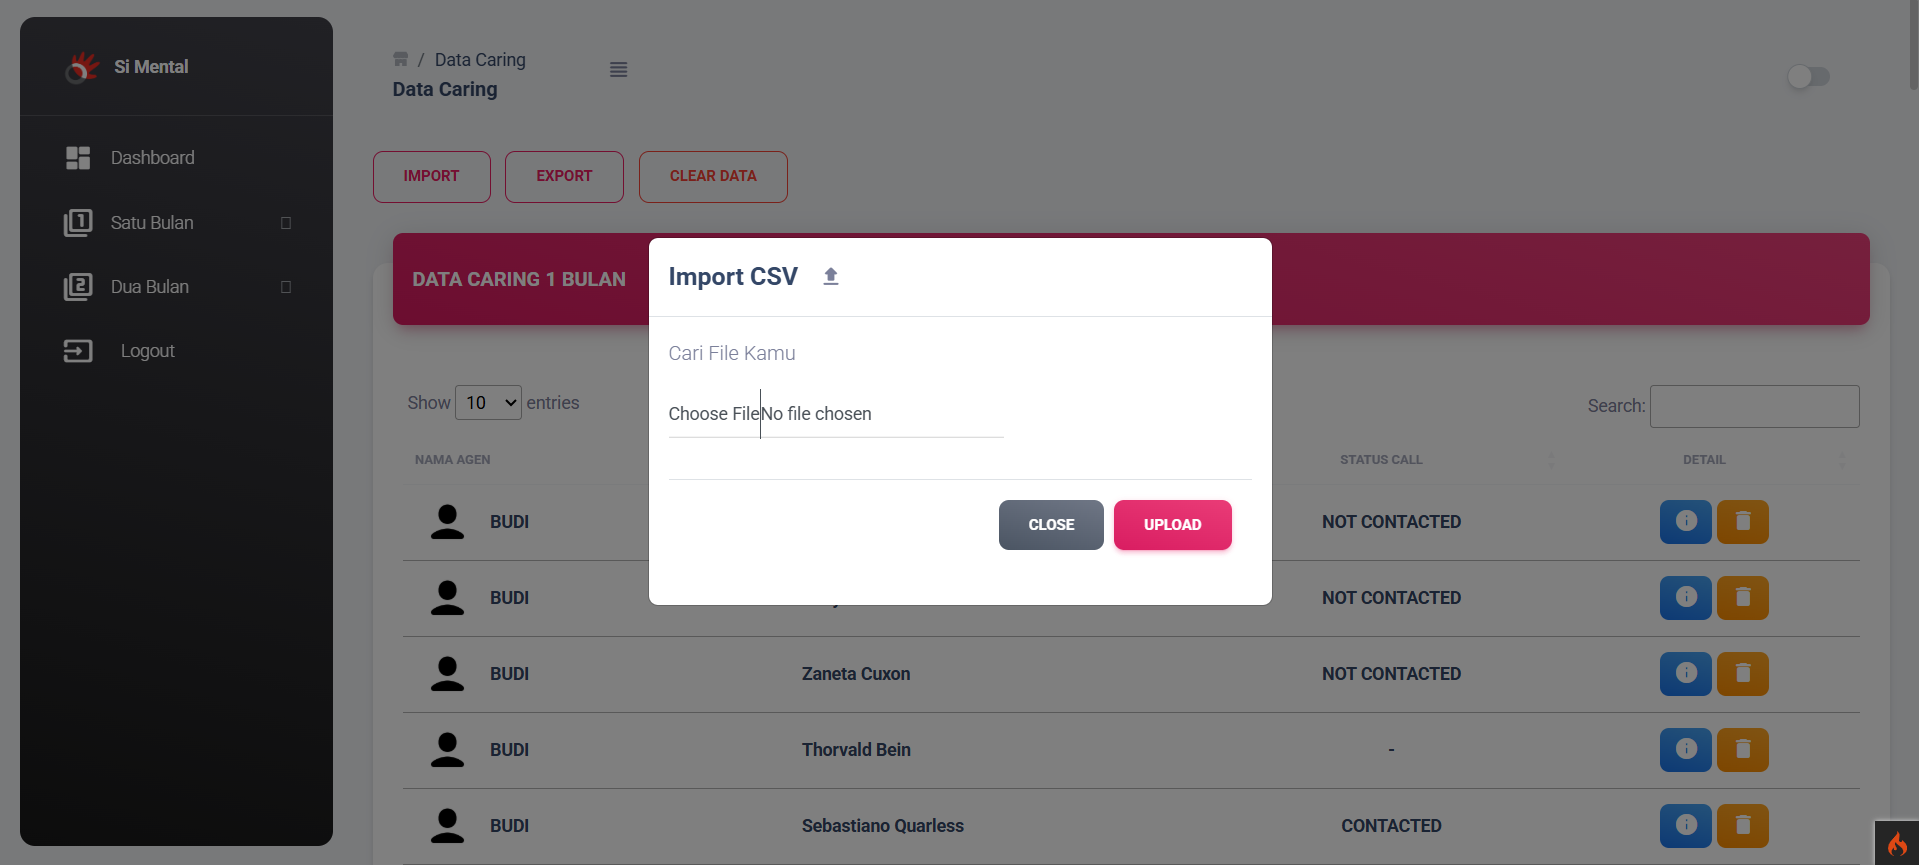 Si Mental
Dashboard
Satu Bulan
Dua Bulan
Logout
/ Data Caring
Data Caring
IMPORT EXPORT CLEAR DATA
DATA CARING 1 BULAN
Import CSV
Cari File Kamu
Choose File No file chosen
CLOSE UPLOAD
Show 10 entries
Search:
NAMA AGEN STATUS CALL DETAIL
BUDI NOT CONTACTED
BUDI NOT CONTACTED
BUDI Zaneta Cuxon NOT CONTACTED
BUDI Thorvald Bein -
BUDI Sebastiano Quarless CONTACTED